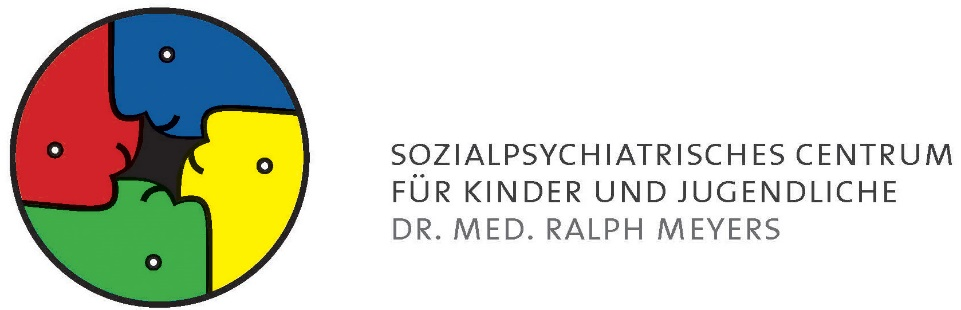 SOZIALPSYCHIATRISCHES CENTRUM
FÜR KINDER UND JUGENDLICHE
DR. MED. RALPH MEYERS